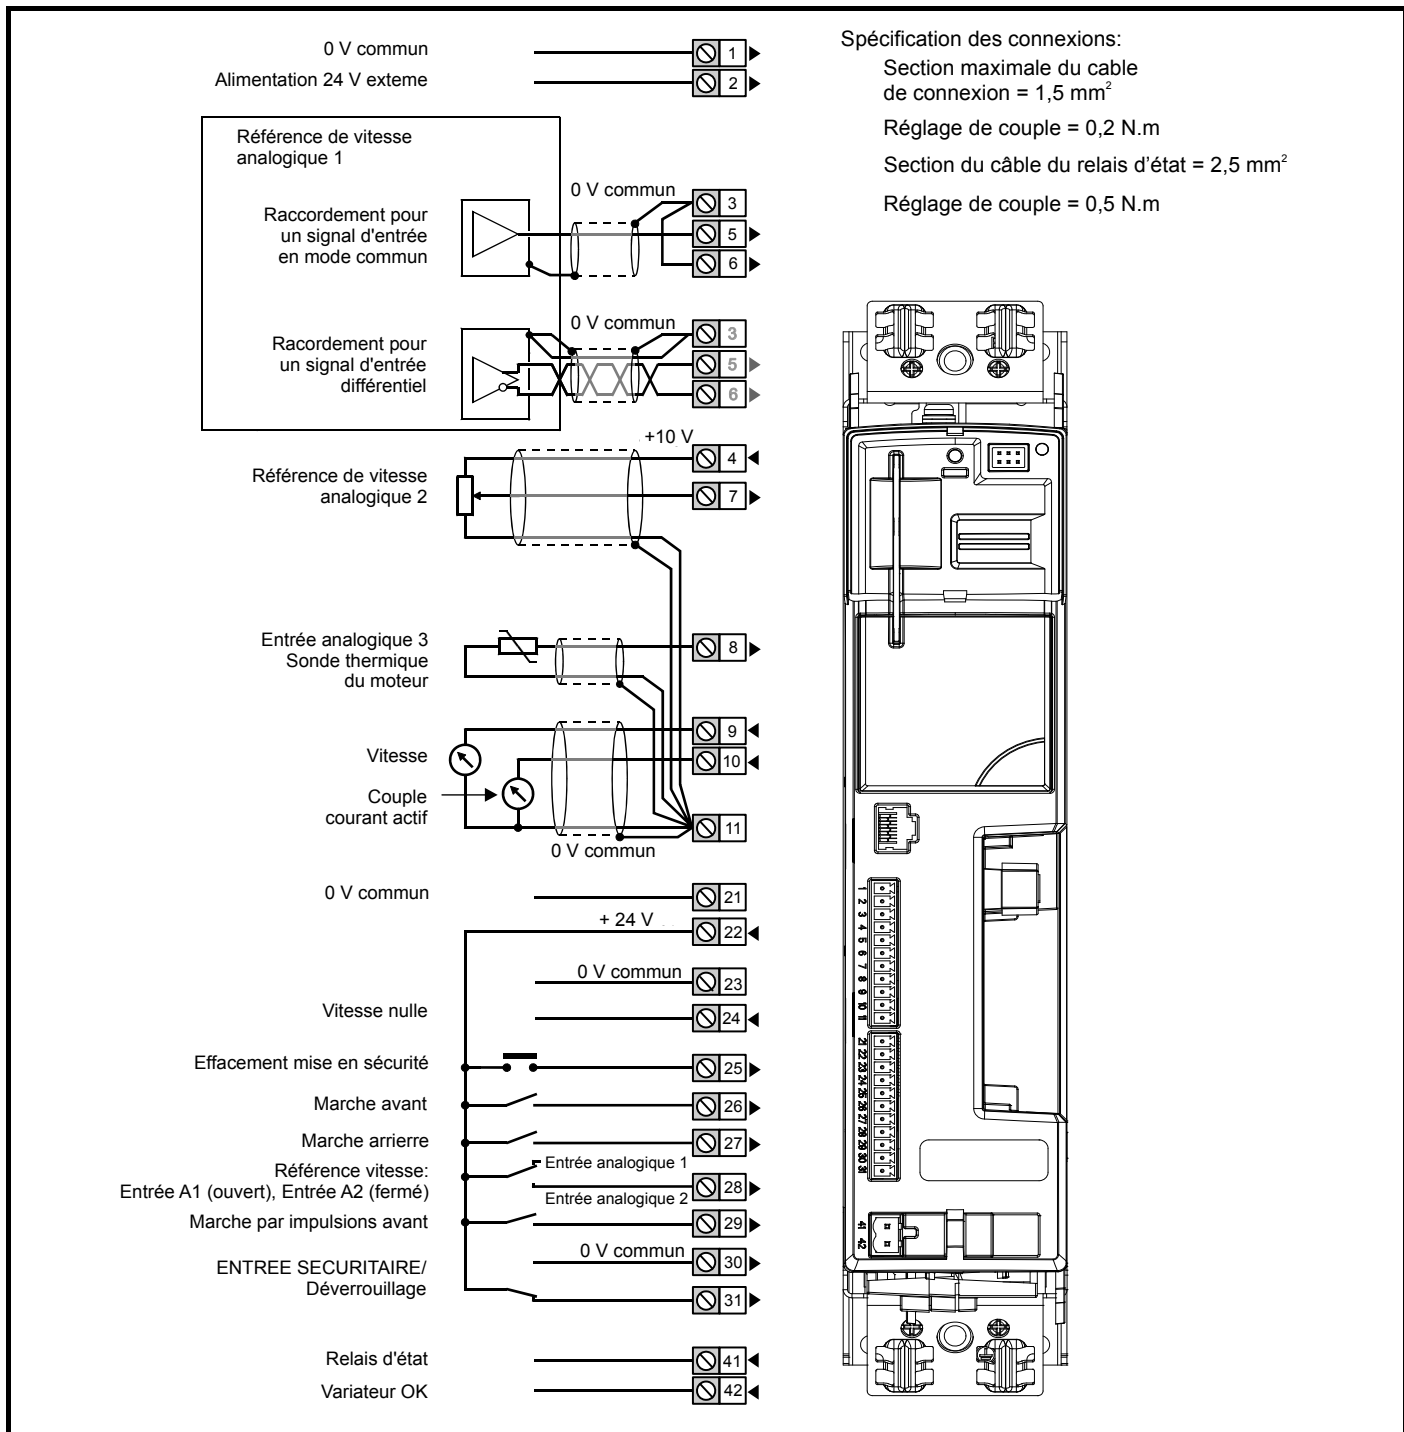 0 V commun
1
Alimentation 24 V exteme
2
Spécification des connexions:
Section maximale du cable
de connexion = 1,5 mm²
Réglage de couple = 0,2 N.m
Section du câble du relais d'état = 2,5 mm²
Réglage de couple = 0,5 N.m
Référence de vitesse
analogique 1
Raccordement pour
un signal d'entrée
en mode commun
0 V commun
3
5
6
Raccordement pour
un signal d'entrée
différentiel
0 V commun
3
5
6
Référence de vitesse
analogique 2
+10 V
4
7
Entrée analogique 3
Sonde thermique
du moteur
8
Vitesse
9
10
Couple
courant actif
11
0 V commun
0 V commun
21
+ 24 V
22
0 V commun
23
Vitesse nulle
24
Effacement mise en sécurité
25
Marche avant
26
Marche arrierre
27
Référence vitesse:
Entrée A1 (ouvert), Entrée A2 (fermé)
Entrée analogique 1
28
Entrée analogique 2
Marche par impulsions avant
29
0 V commun
30
ENTREE SECURITAIRE/
Déverrouillage
31
Relais d'état
41
Variateur OK
42
1
2
3
4
5
6
7
8
9
10
11
21
22
23
24
25
26
27
28
29
30
31
41
42